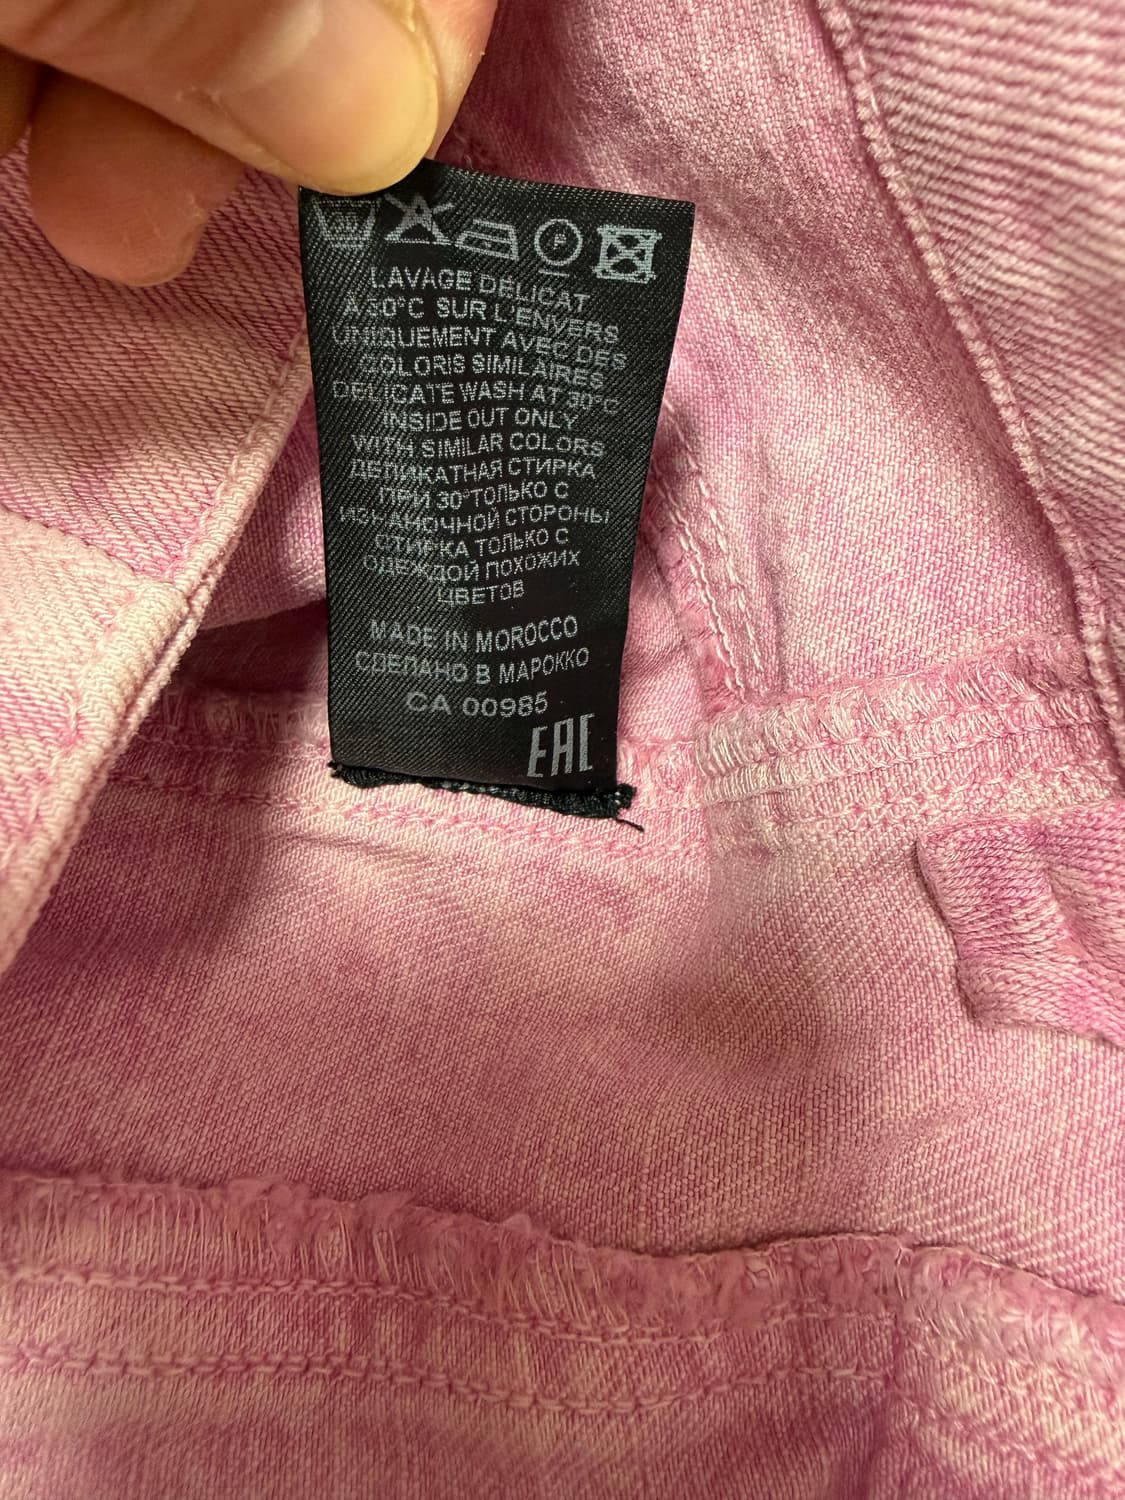 P
LAVAGE DÉLICAT
À 30°C SUR L'ENVERS
UNIQUEMENT AVEC DES
COLORIS SIMILAIRES
DELICATE WASH AT 30°C
INSIDE OUT ONLY
WITH SIMILAR COLORS
ДЕЛИКАТНАЯ СТИРКА
ПРИ 30°ТОЛЬКО С
ИЗНАНОЧНОЙ СТОРОНЫ
СТИРКА ТОЛЬКО С
ОДЕЖДОЙ ПОХОЖИХ
ЦВЕТОВ
MADE IN MOROCCO
СДЕЛАНО В МАРОККО
CA 00985
EAC